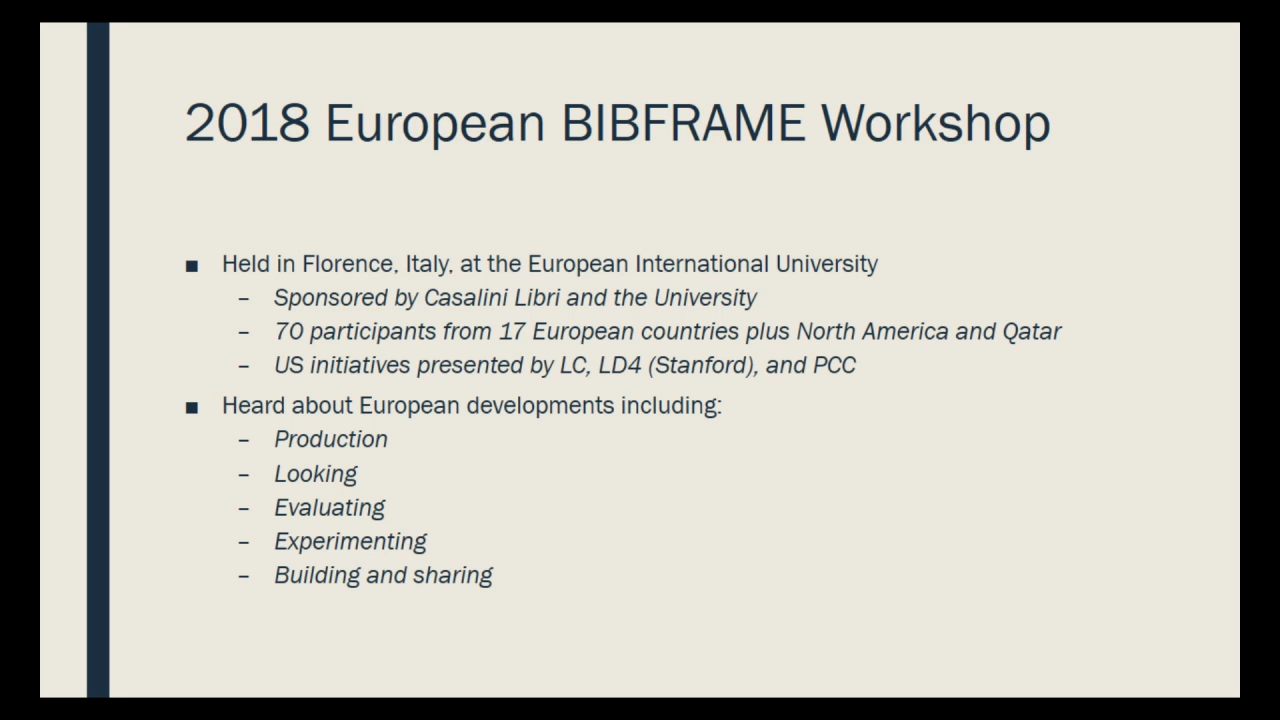 2018 European BIBFRAME Workshop
■ Held in Florence, Italy, at the European International University
– Sponsored by Casalini Libri and the University
– 70 participants from 17 European countries plus North America and Qatar
– US initiatives presented by LC, LD4 (Stanford), and PCC
■ Heard about European developments including:
– Production
– Looking
– Evaluating
– Experimenting
– Building and sharing